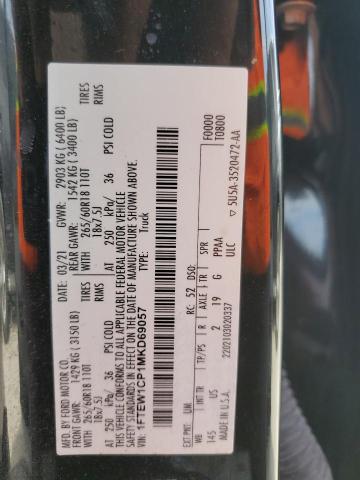 MFD. BY FORD MOTOR CO.
DATE: 03/21 GVWR: 2903 KG ( 6400 LB)
FRONT GAWR: 1429 KG ( 3150 LB) REAR GAWR: 1542 KG ( 3400 LB)
WITH 265/60R18 110T TIRES WITH 265/60R18 110T TIRES
18x7.5J RIMS 18x7.5J RIMS
AT 250 kPa/ 36 PSI COLD AT 250 kPa/ 36 PSI COLD
THIS VEHICLE CONFORMS TO ALL APPLICABLE FEDERAL MOTOR VEHICLE
SAFETY AND THEFT PREVENTION STANDARDS IN EFFECT ON THE DATE OF MANUFACTURE SHOWN ABOVE.
VIN: 1FTEW1CP1MKD69057
TYPE: Truck
F0000
T0800
EXT PNT: UM RC: 52 DSO:
WB INT TR TP/PS R AXLE TR SPR
145 US 2 19 G PPAA
F.U.S.A. 2202103020337 ULC
▽ 5U5A-3520472-AA